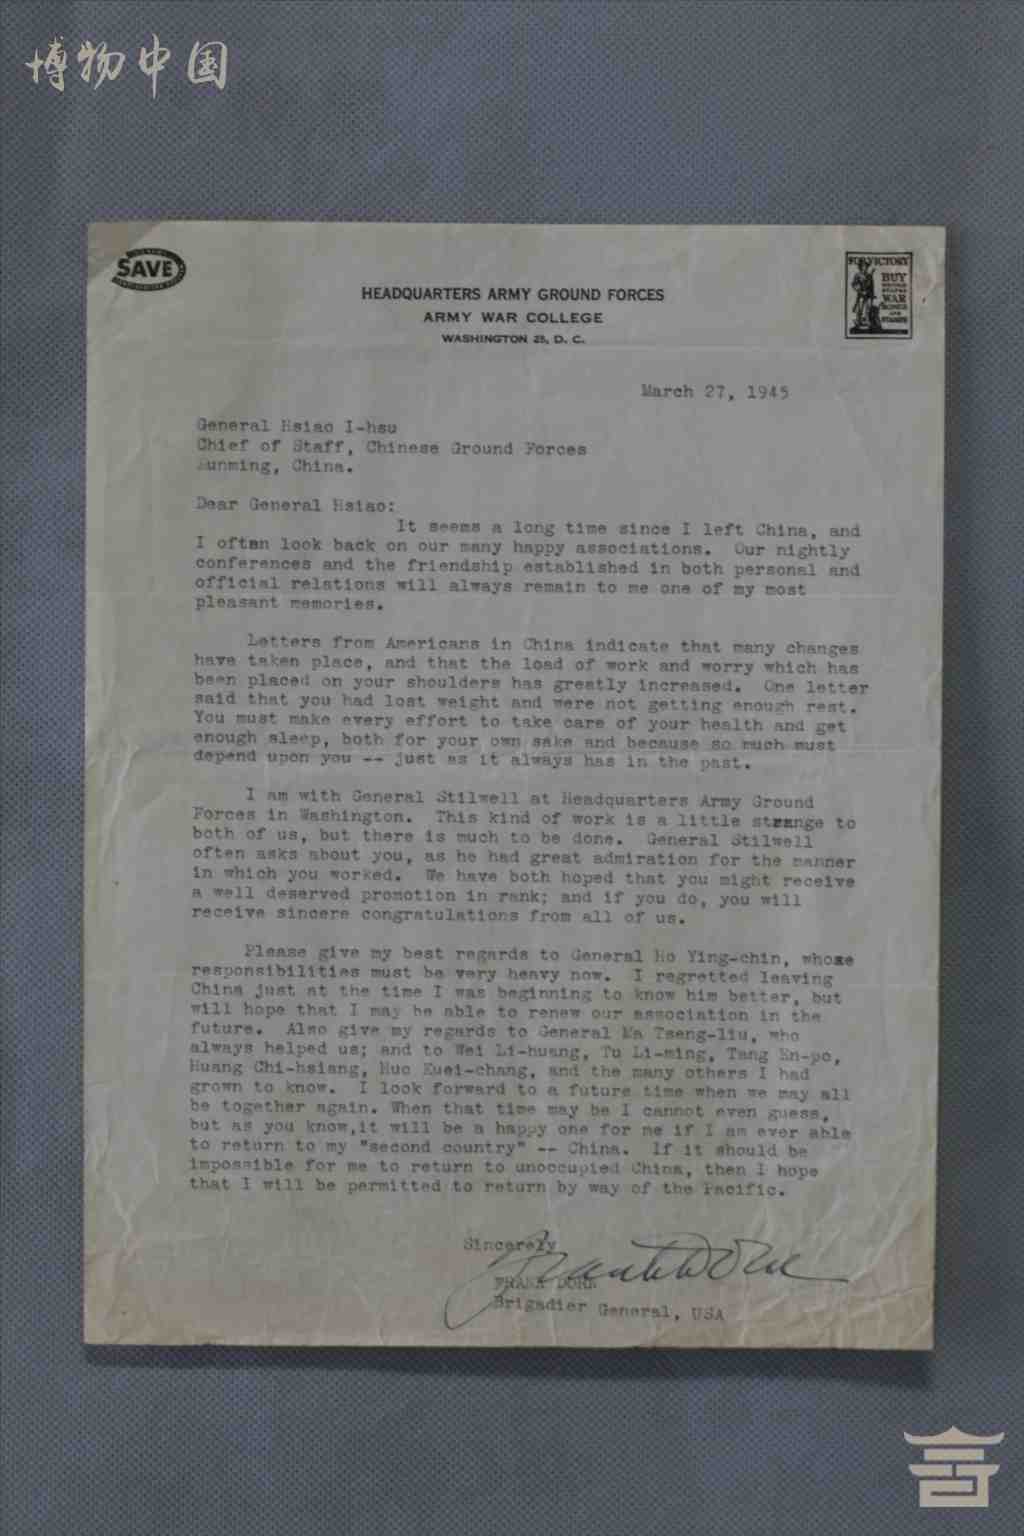 博物中国
SAVE
FOR VICTORY
BUY
UNITED
STATES
WAR
BONDS
AND
STAMPS
HEADQUARTERS ARMY GROUND FORCES
ARMY WAR COLLEGE
WASHINGTON 25, D. C.
March 27, 1945
General Hsiao I-hsu
Chief of Staff, Chinese Ground Forces
Kunming, China.
Dear General Hsiao:
It seems a long time since I left China, and
I often look back on our many happy associations. Our nightly
conferences and the friendship established in both personal and
official relations will always remain to me one of my most
pleasant memories.
Letters from Americans in China indicate that many changes
have taken place, and that the load of work and worry which has
been placed on your shoulders has greatly increased. One letter
said that you had lost weight and were not getting enough rest.
You must make every effort to take care of your health and get
enough sleep, both for your own sake and because so much must
depend upon you -- just as it always has in the past.
I am with General Stilwell at Headquarters Army Ground
Forces in Washington. This kind of work is a little strange to
both of us, but there is much to be done. General Stilwell
often asks about you, as he had great admiration for the manner
in which you worked. We have both hoped that you might receive
a well deserved promotion in rank; and if you do, you will
receive sincere congratulations from all of us.
Please give my best regards to General Ho Ying-chin, whose
responsibilities must be very heavy now. I regretted leaving
China just at the time I was beginning to know him better, but
will hope that I may be able to renew our association in the
future. Also give my regards to General Ma Tseng-liu, who
always helped us; and to Wei Li-huang, Tu Li-ming, Tang En-po,
Huang Chi-hsiang, Huo Kuei-chang, and the many others I had
grown to know. I look forward to a future time when we may all
be together again. When that time may be I cannot even guess,
but as you know,it will be a happy one for me if I am ever able
to return to my "second country" -- China. If it should be
impossible for me to return to unoccupied China, then I hope
that I will be permitted to return by way of the Pacific.
Sincerely
Frank Dorn
FRANK DORN
Brigadier General, USA